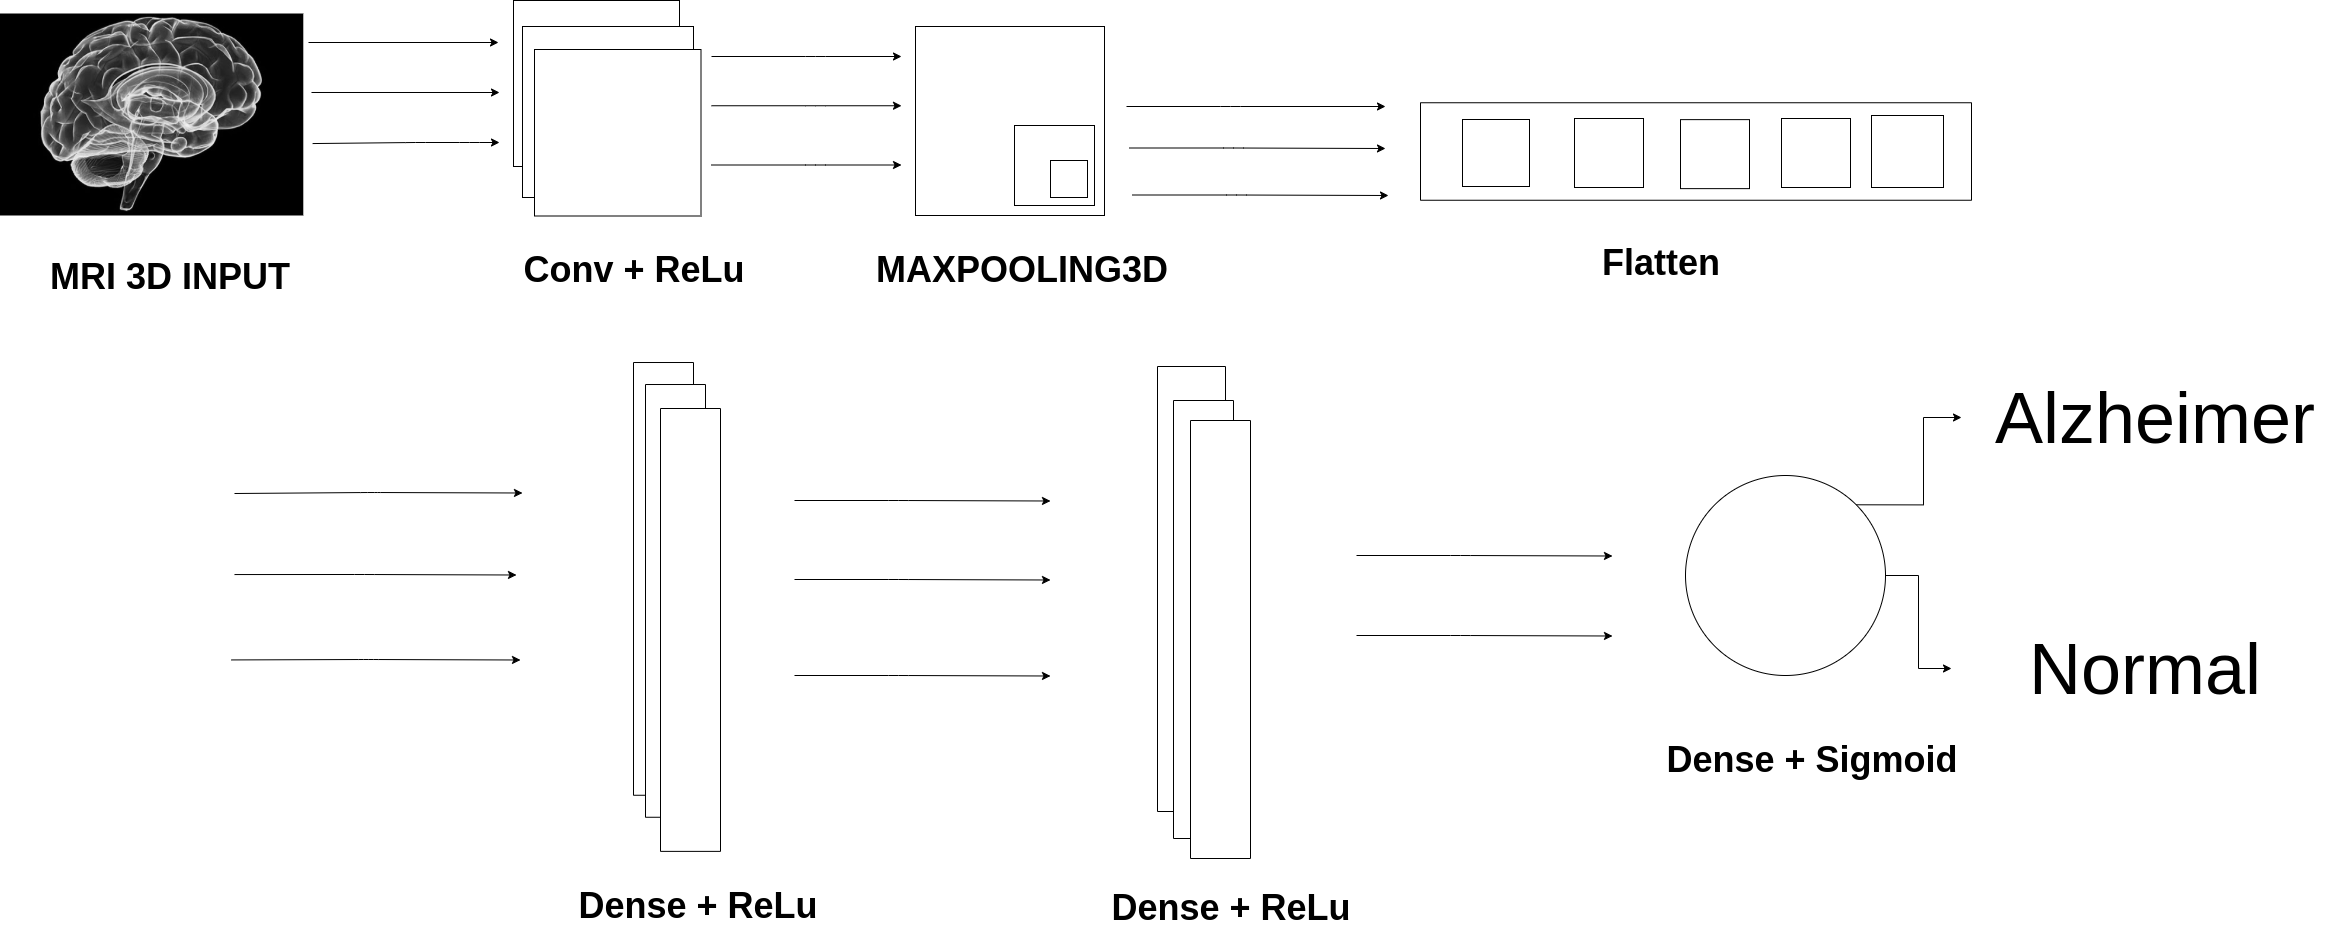 MRI 3D INPUT
Conv + ReLu
MAXPOOLING3D
Flatten
Alzheimer
Normal
Dense + Sigmoid
Dense + ReLu
Dense + ReLu